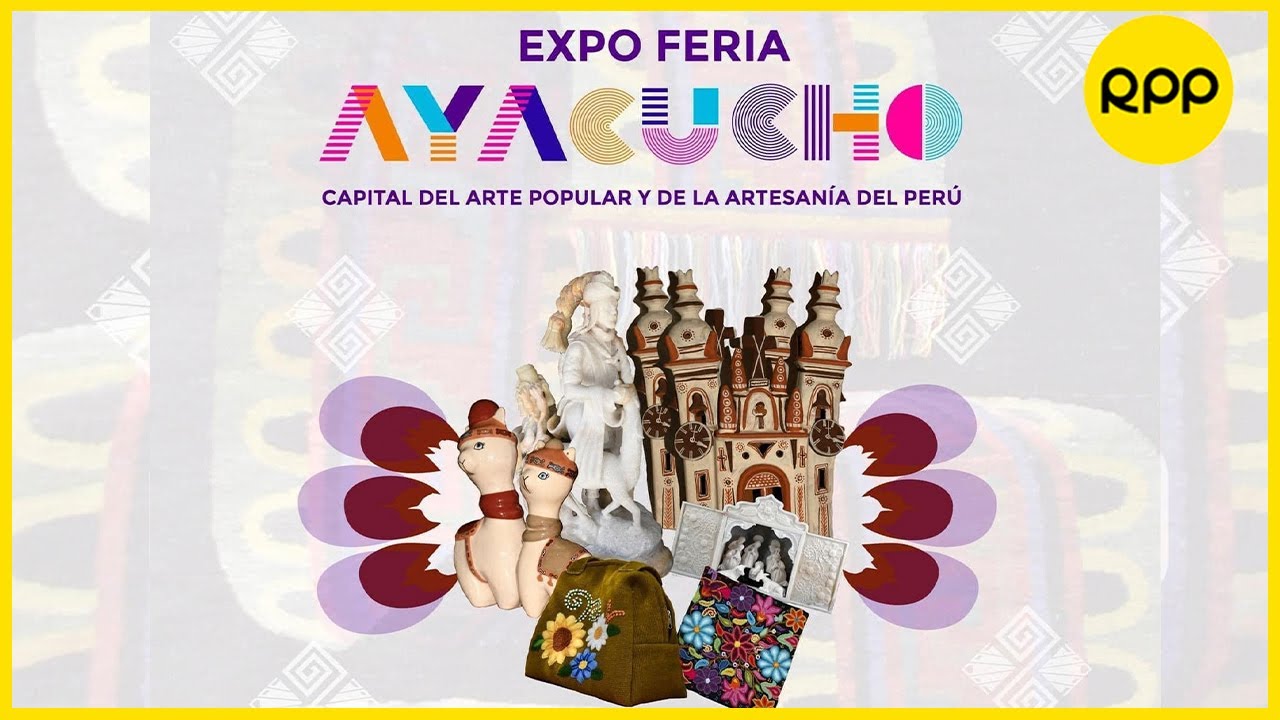 EXPO FERIA
AYACUCHO
CAPITAL DEL ARTE POPULAR Y DE LA ARTESANÍA DEL PERÚ
RPP